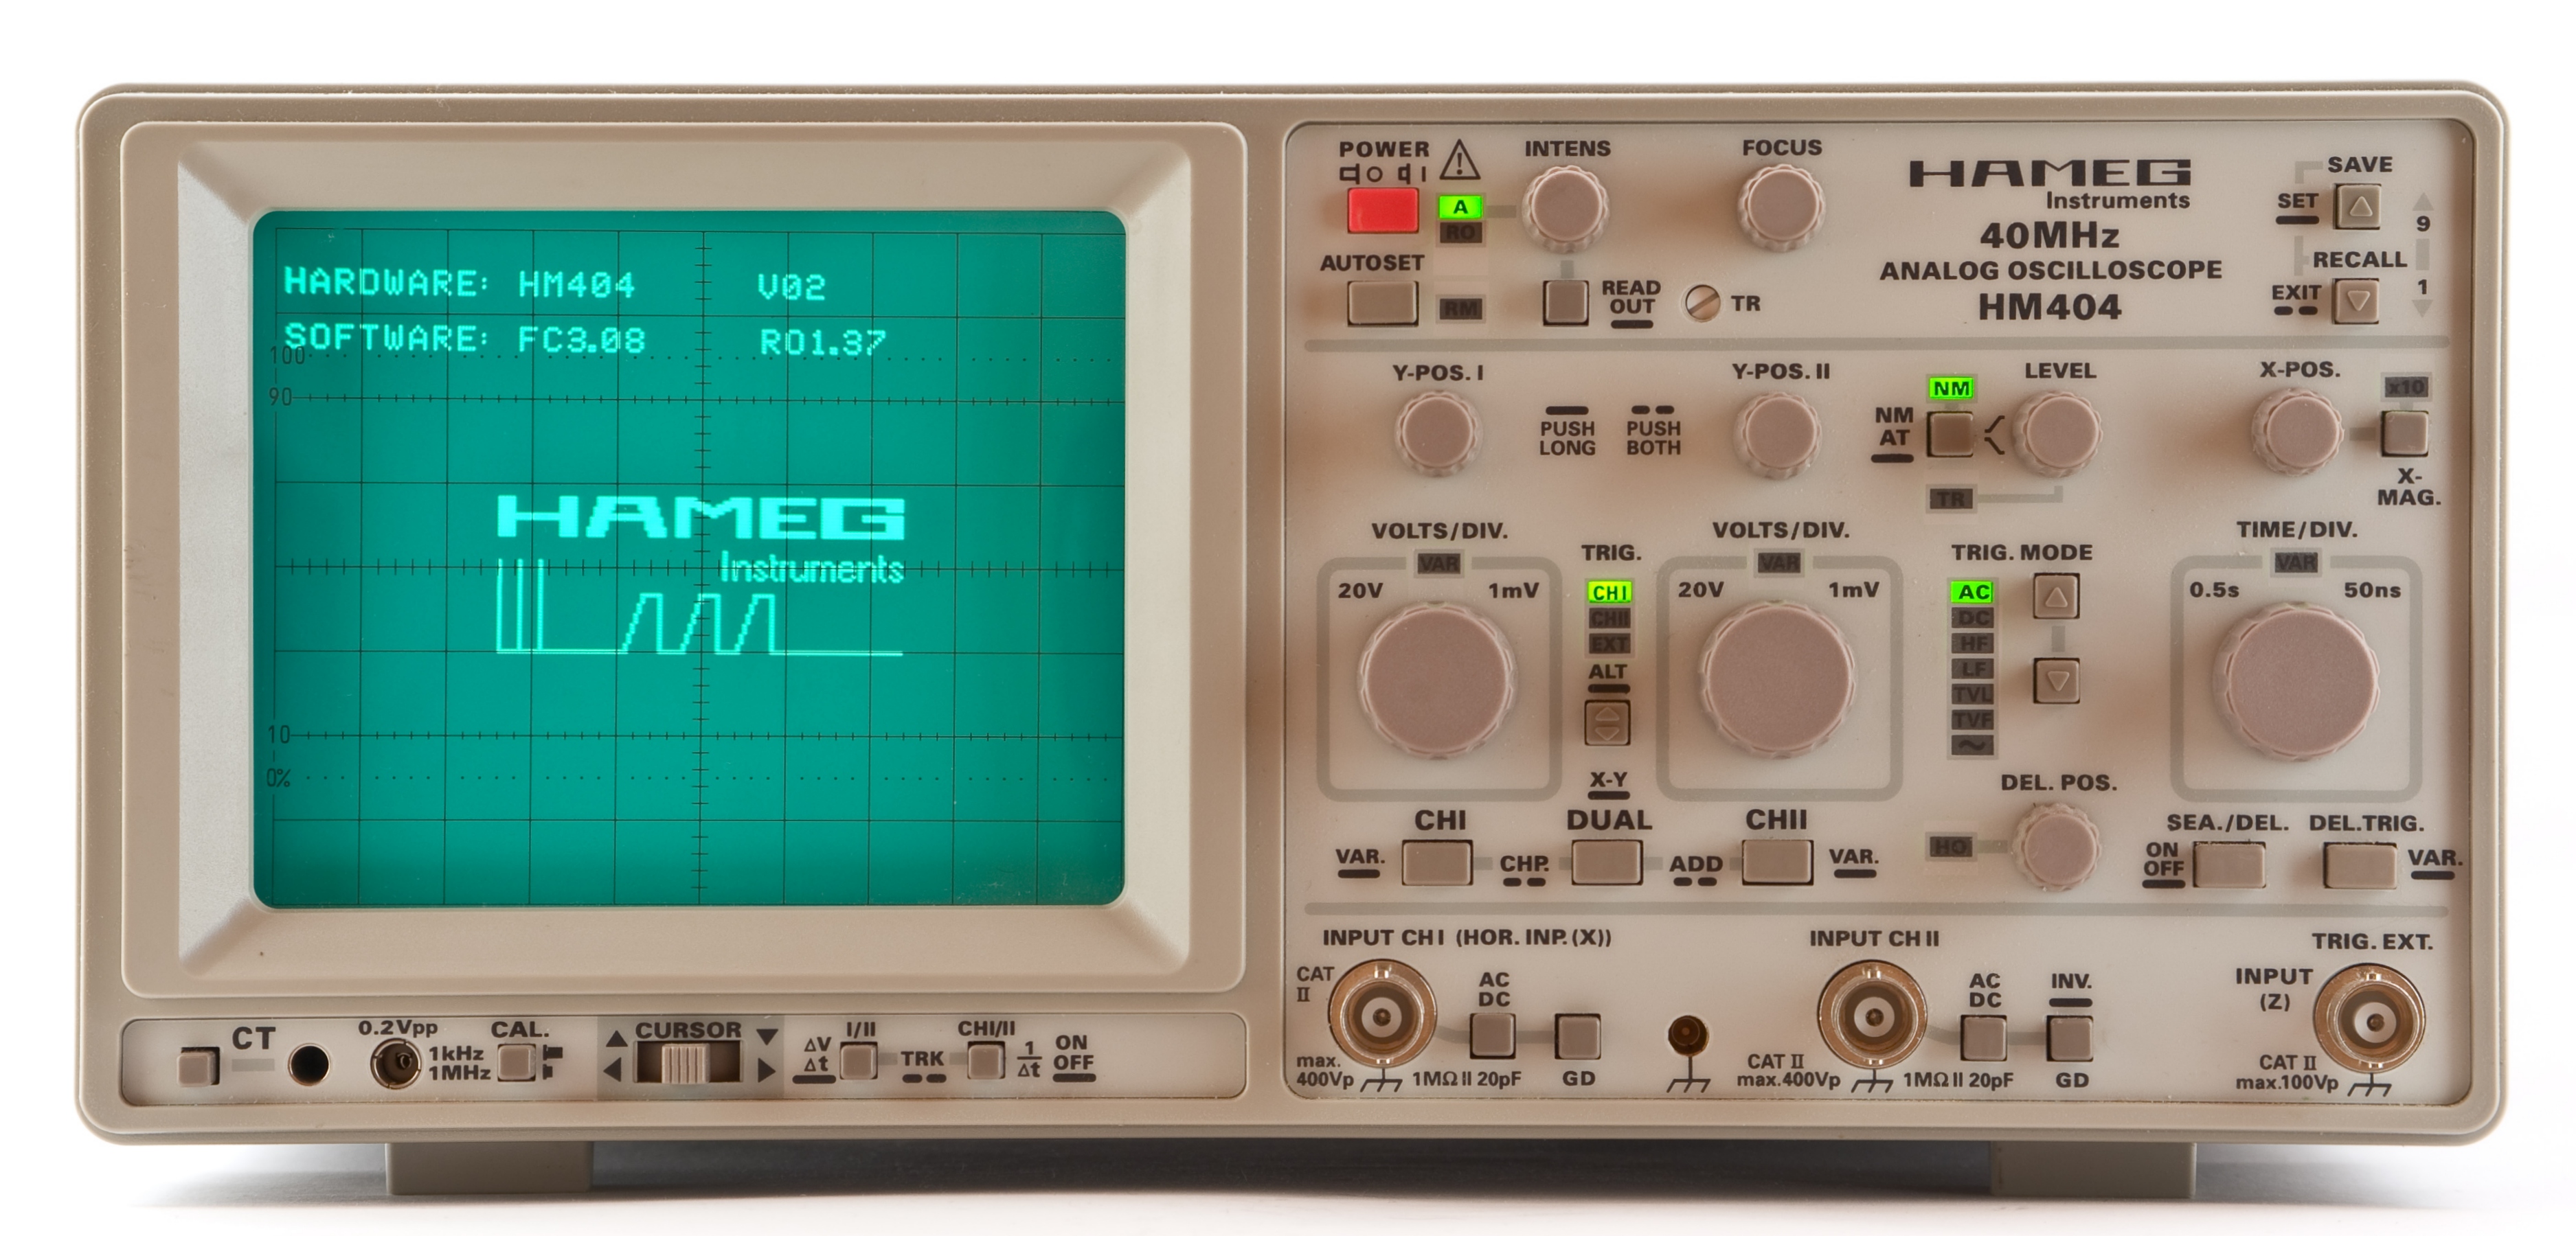 HARDWARE: HM404 V02
SOFTWARE: FC3.08 RO1.37
100
90
HAMEG
Instruments
10
0%
CT
0.2Vpp
1kHz
1MHz
CAL.
CURSOR
ΔV
Δt
I/II
TRK
CHI/II
1/Δt
ON
OFF
POWER
A
RO
INTENS
FOCUS
HAMEG
Instruments
40MHz
ANALOG OSCILLOSCOPE
HM404
SAVE
SET
9
RECALL
EXIT
1
AUTOSET
RM
READ
OUT
TR
Y-POS. I
PUSH
LONG
PUSH
BOTH
Y-POS. II
NM
NM
AT
LEVEL
TR
X-POS.
x10
X-
MAG.
VOLTS/DIV.
VAR
20V 1mV
TRIG.
CHI
CHII
EXT
ALT
X-Y
VOLTS/DIV.
VAR
20V 1mV
TRIG. MODE
AC
DC
HF
LF
TVL
TVF
~
TIME/DIV.
VAR
0.5s 50ns
CHI
VAR.
CHP.
DUAL
ADD
CHII
VAR.
DEL. POS.
HO
SEA./DEL.
ON
OFF
DEL.TRIG.
VAR.
INPUT CH I (HOR. INP. (X))
CAT
II
max.
400Vp
AC
DC
1MΩ II 20pF
GD
INPUT CH II
CAT II
max.400Vp
AC
DC
1MΩ II 20pF
INV.
GD
TRIG. EXT.
INPUT
(Z)
CAT II
max.100Vp